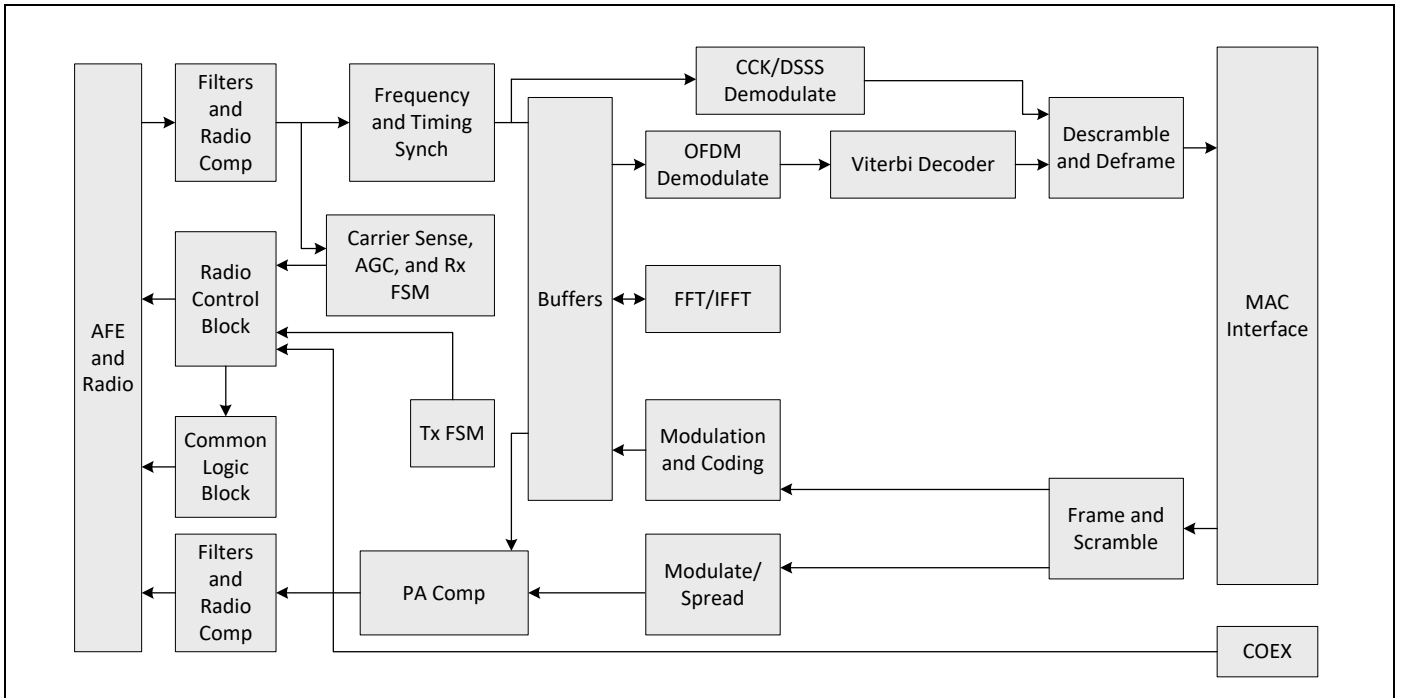 CCK/DSSS
Demodulate
Filters
and
Radio
Comp
Frequency
and Timing
Synch
Descramble
and Deframe
OFDM
Demodulate
Viterbi Decoder
Carrier Sense,
AGC, and Rx
FSM
Radio
Control
Block
Buffers
FFT/IFFT
MAC
Interface
AFE
and
Radio
Tx FSM
Common
Logic
Block
Modulation
and Coding
Frame and
Scramble
Filters
and
Radio
Comp
PA Comp
Modulate/
Spread
COEX